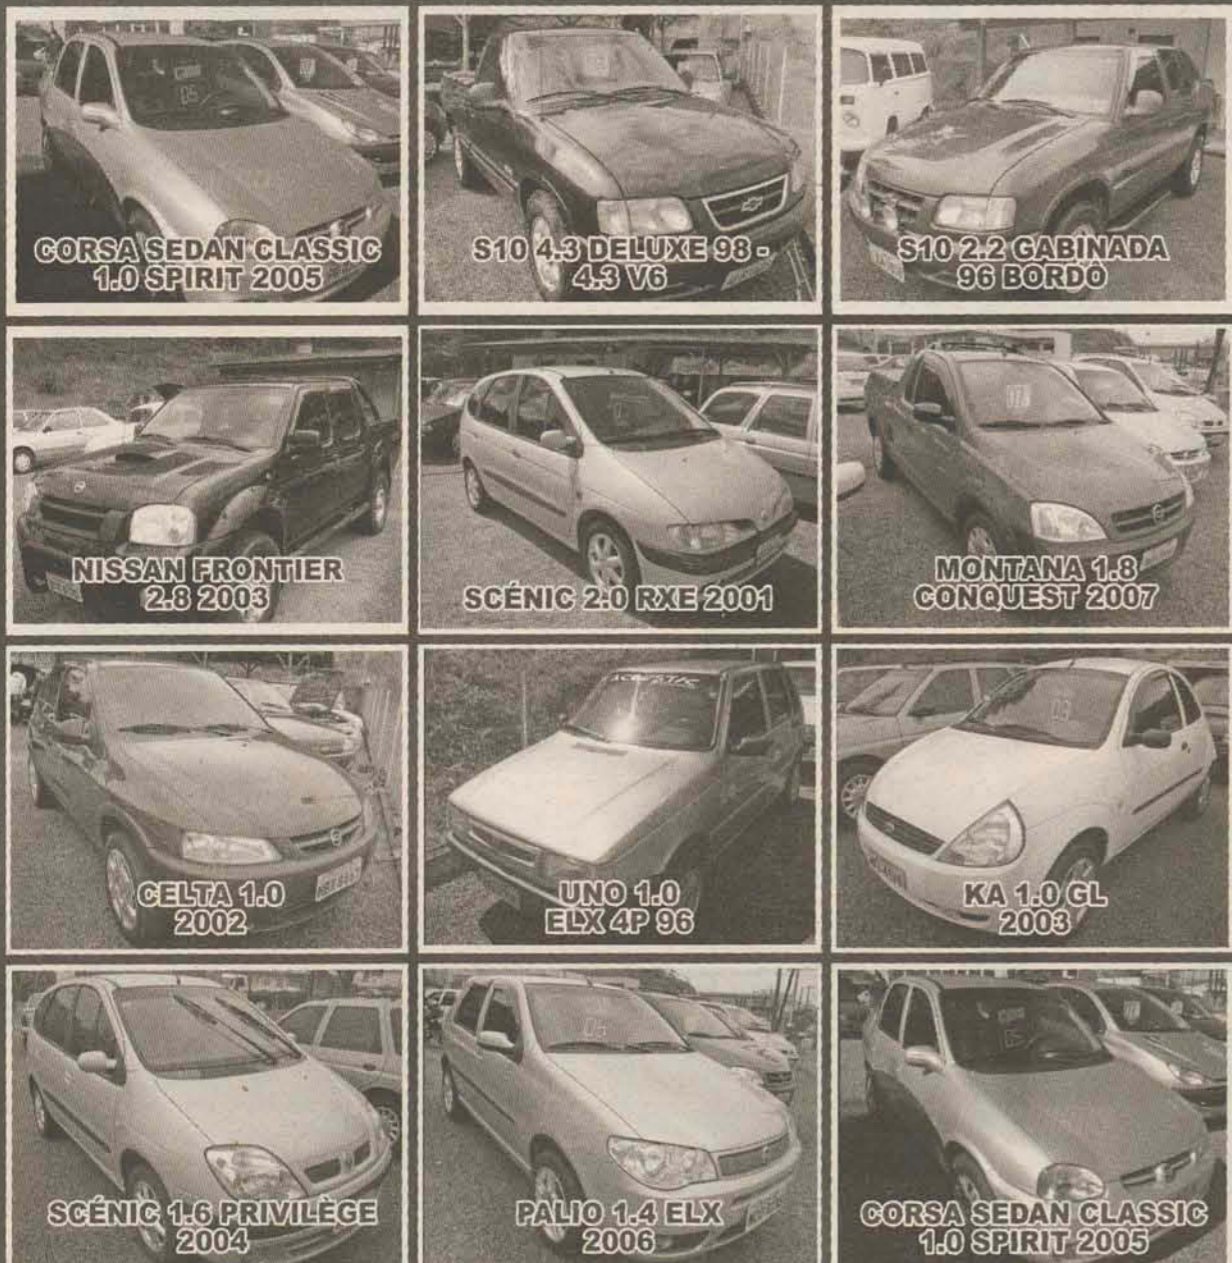 CORSA SEDAN CLASSIC
1.0 SPIRIT 2005
S10 4.3 DELUXE 98 -
4.3 V6
S10 2.2 GABINADA
96 BORDO
NISSAN FRONTIER
2.8 2003
SCÉNIC 2.0 RXE 2001
MONTANA 1.8
CONQUEST 2007
CELTA 1.0
2002
UNO 1.0
ELX 4P 96
KA 1.0 GL
2003
SCÉNIC 1.6 PRIVILÈGE
2004
PALIO 1.4 ELX
2006
CORSA SEDAN CLASSIC
1.0 SPIRIT 2005